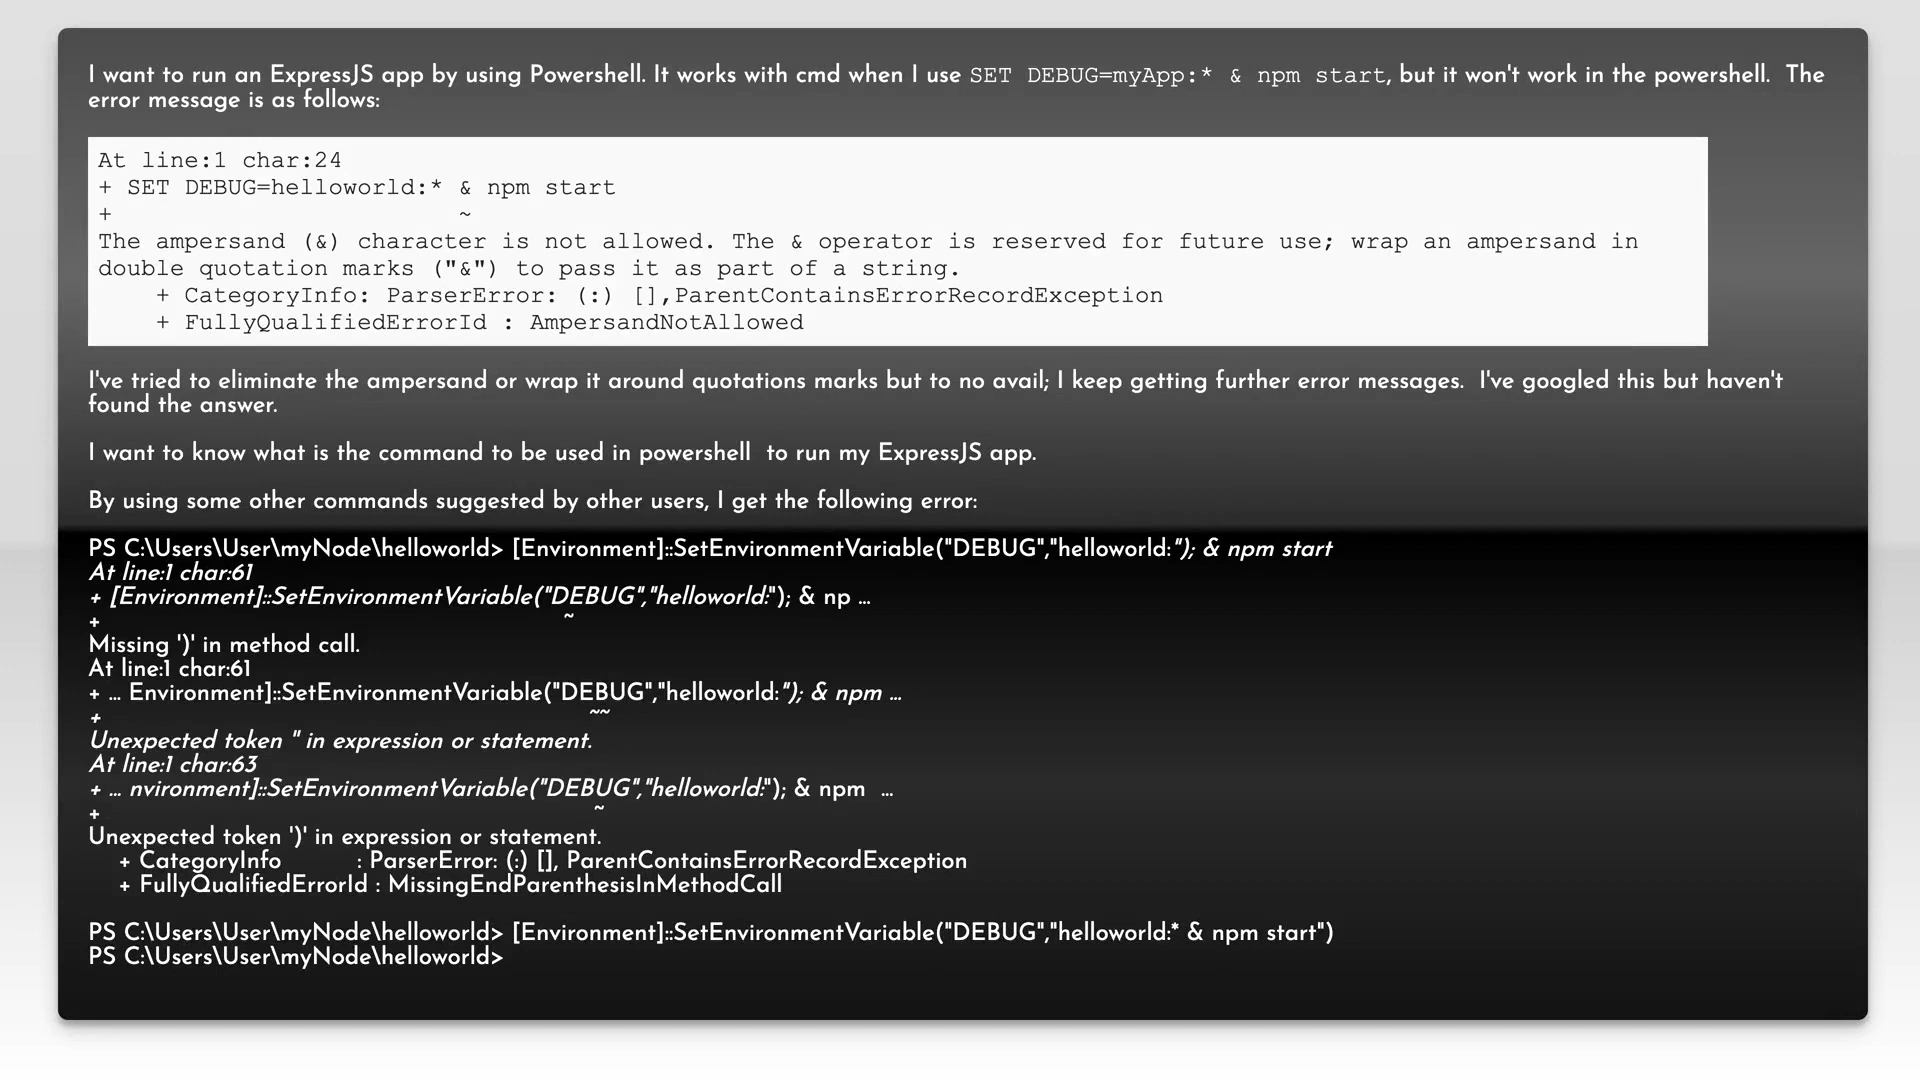 I want to run an ExpressJS app by using Powershell. It works with cmd when I use SET DEBUG=myApp:* & npm start, but it won't work in the powershell.  The
error message is as follows:
At line:1 char:24
+ SET DEBUG=helloworld:* & npm start
+                        ~
The ampersand (&) character is not allowed. The & operator is reserved for future use; wrap an ampersand in
double quotation marks ("&") to pass it as part of a string.
    + CategoryInfo: ParserError: (:) [],ParentContainsErrorRecordException
    + FullyQualifiedErrorId : AmpersandNotAllowed
I've tried to eliminate the ampersand or wrap it around quotations marks but to no avail; I keep getting further error messages.  I've googled this but haven't
found the answer.
I want to know what is the command to be used in powershell  to run my ExpressJS app.
By using some other commands suggested by other users, I get the following error:
PS C:\Users\User\myNode\helloworld> [Environment]::SetEnvironmentVariable("DEBUG","helloworld:"); & npm start
At line:1 char:61
+ [Environment]::SetEnvironmentVariable("DEBUG","helloworld:"); & np ...
+                                                             ~
Missing ')' in method call.
At line:1 char:61
+ ... Environment]::SetEnvironmentVariable("DEBUG","helloworld:"); & npm ...
+                                                                 ~~
Unexpected token '' in expression or statement.
At line:1 char:63
+ ... nvironment]::SetEnvironmentVariable("DEBUG","helloworld:"); & npm  ...
+                                                                 ~
Unexpected token ')' in expression or statement.
    + CategoryInfo          : ParserError: (:) [], ParentContainsErrorRecordException
    + FullyQualifiedErrorId : MissingEndParenthesisInMethodCall
PS C:\Users\User\myNode\helloworld> [Environment]::SetEnvironmentVariable("DEBUG","helloworld:* & npm start")
PS C:\Users\User\myNode\helloworld>